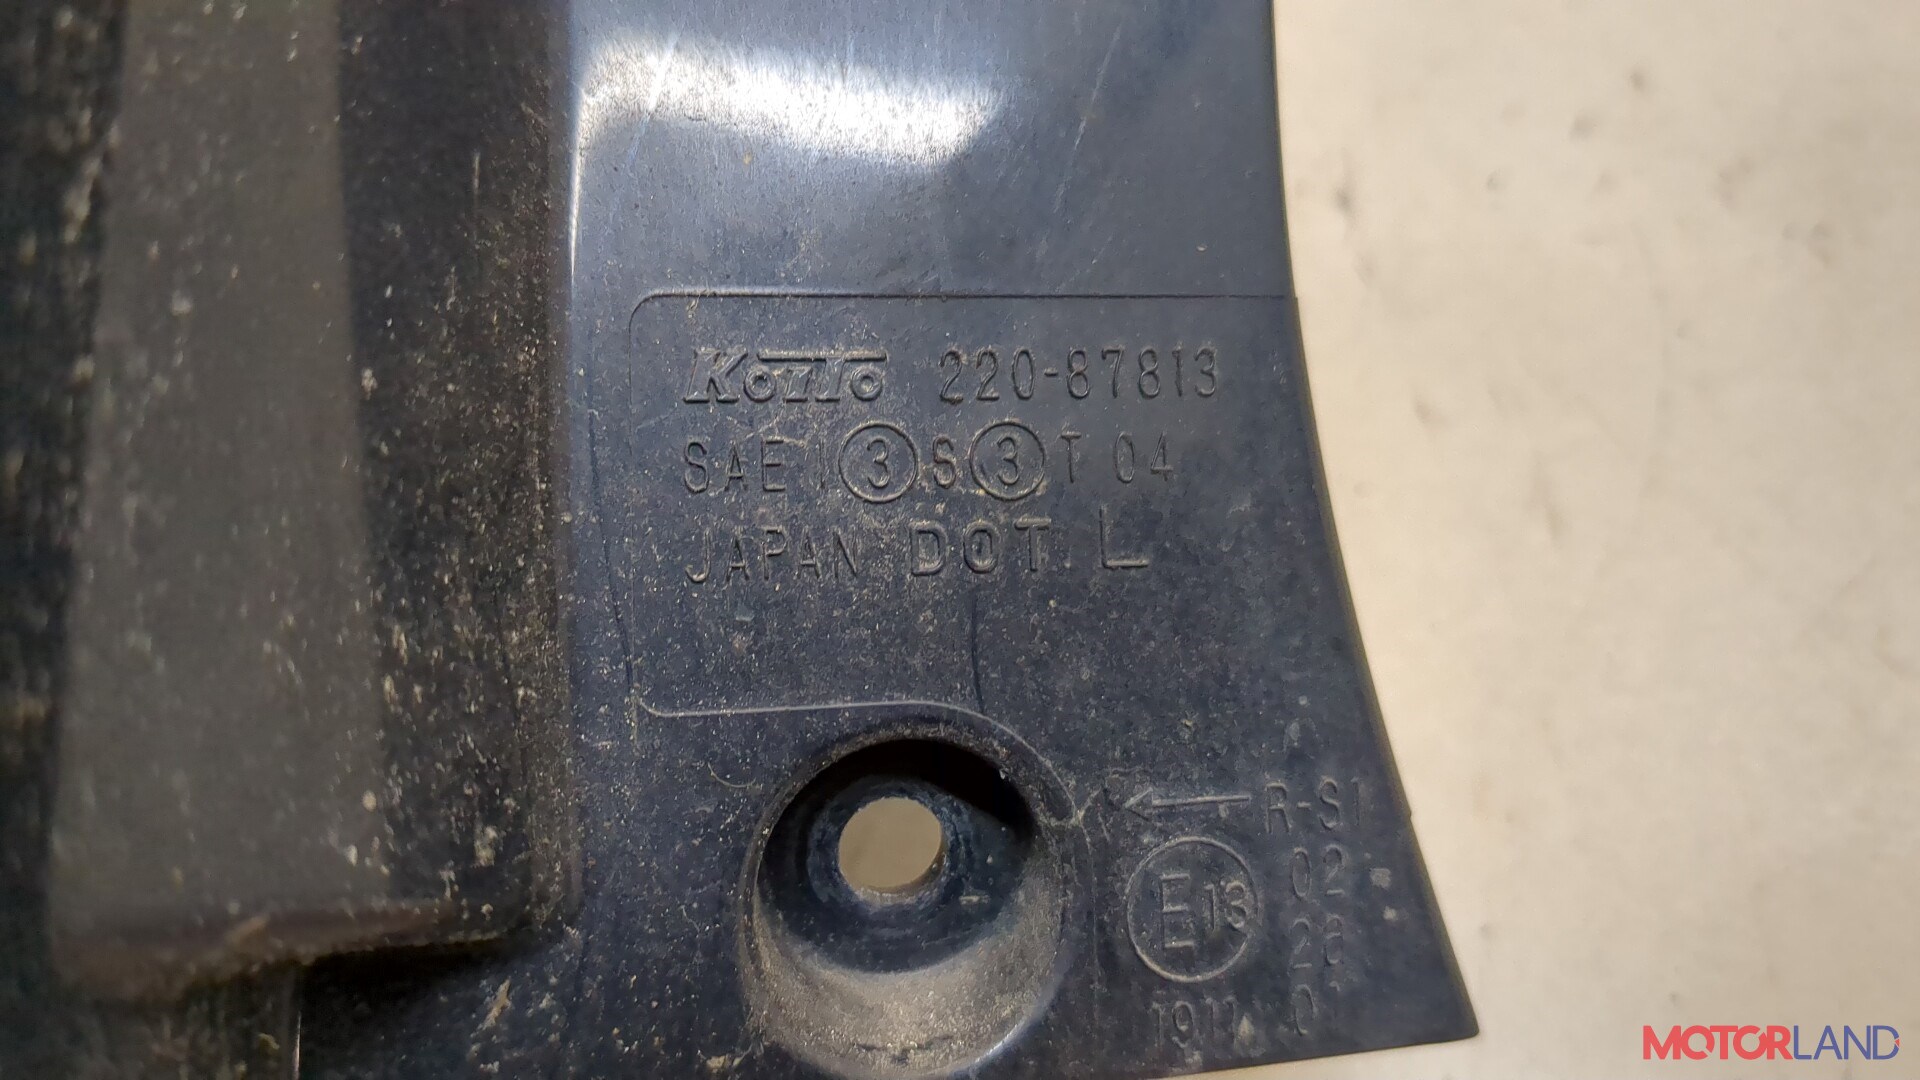 Koito 220-87813
SAE I 3 S 3 T 04
JAPAN DOT L
← R-S1
02
E13
MOTORLAND